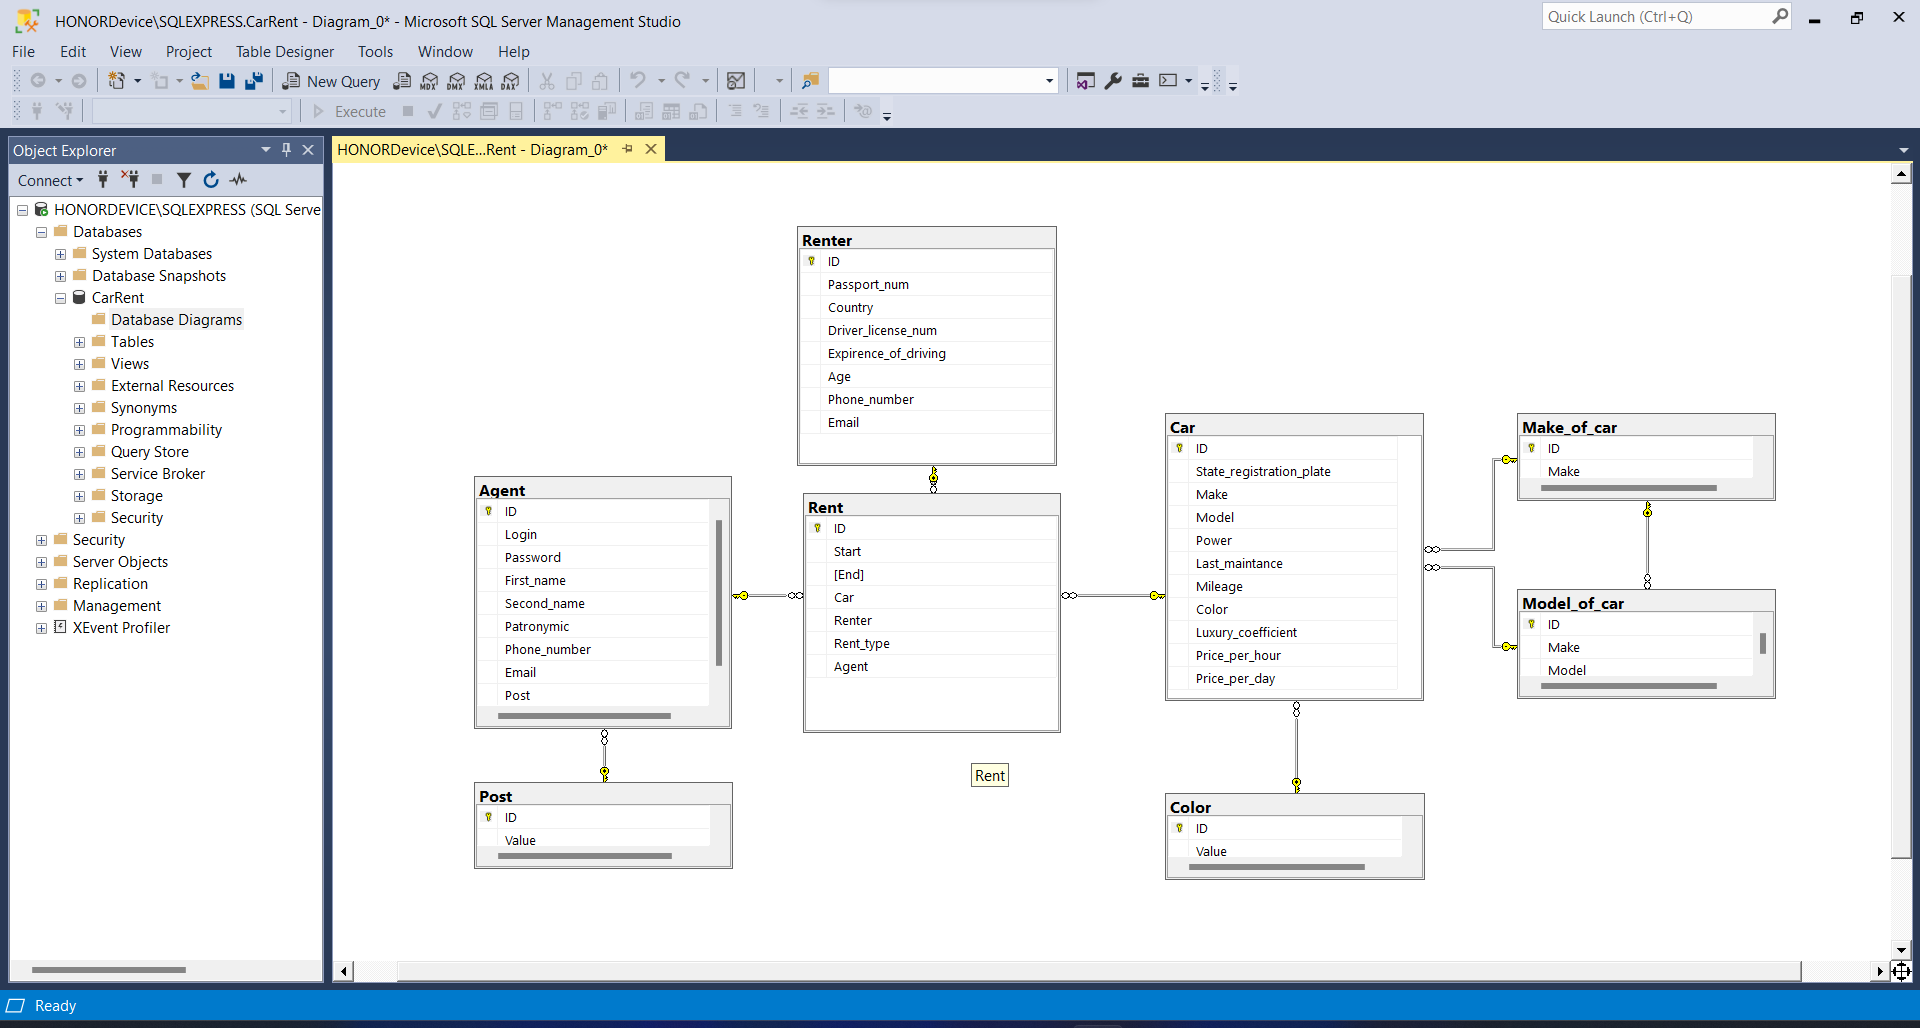 HONORDevice\SQLEXPRESS.CarRent - Diagram_0* - Microsoft SQL Server Management Studio
Quick Launch (Ctrl+Q)
File Edit View Project Table Designer Tools Window Help
New Query MDX DMX XMLA DAX
Execute
Object Explorer
HONORDevice\SQLE...Rent - Diagram_0*
Connect
HONORDEVICE\SQLEXPRESS (SQL Serve
Databases
System Databases
Database Snapshots
CarRent
Database Diagrams
Tables
Views
External Resources
Synonyms
Programmability
Query Store
Service Broker
Storage
Security
Security
Server Objects
Replication
Management
XEvent Profiler
Renter
ID
Passport_num
Country
Driver_license_num
Expirence_of_driving
Age
Phone_number
Email
Agent
ID
Login
Password
First_name
Second_name
Patronymic
Phone_number
Email
Post
Rent
ID
Start
[End]
Car
Renter
Rent_type
Agent
Car
ID
State_registration_plate
Make
Model
Power
Last_maintance
Mileage
Color
Luxury_coefficient
Price_per_hour
Price_per_day
Make_of_car
ID
Make
Model_of_car
ID
Make
Model
Post
ID
Value
Rent
Color
ID
Value
Ready